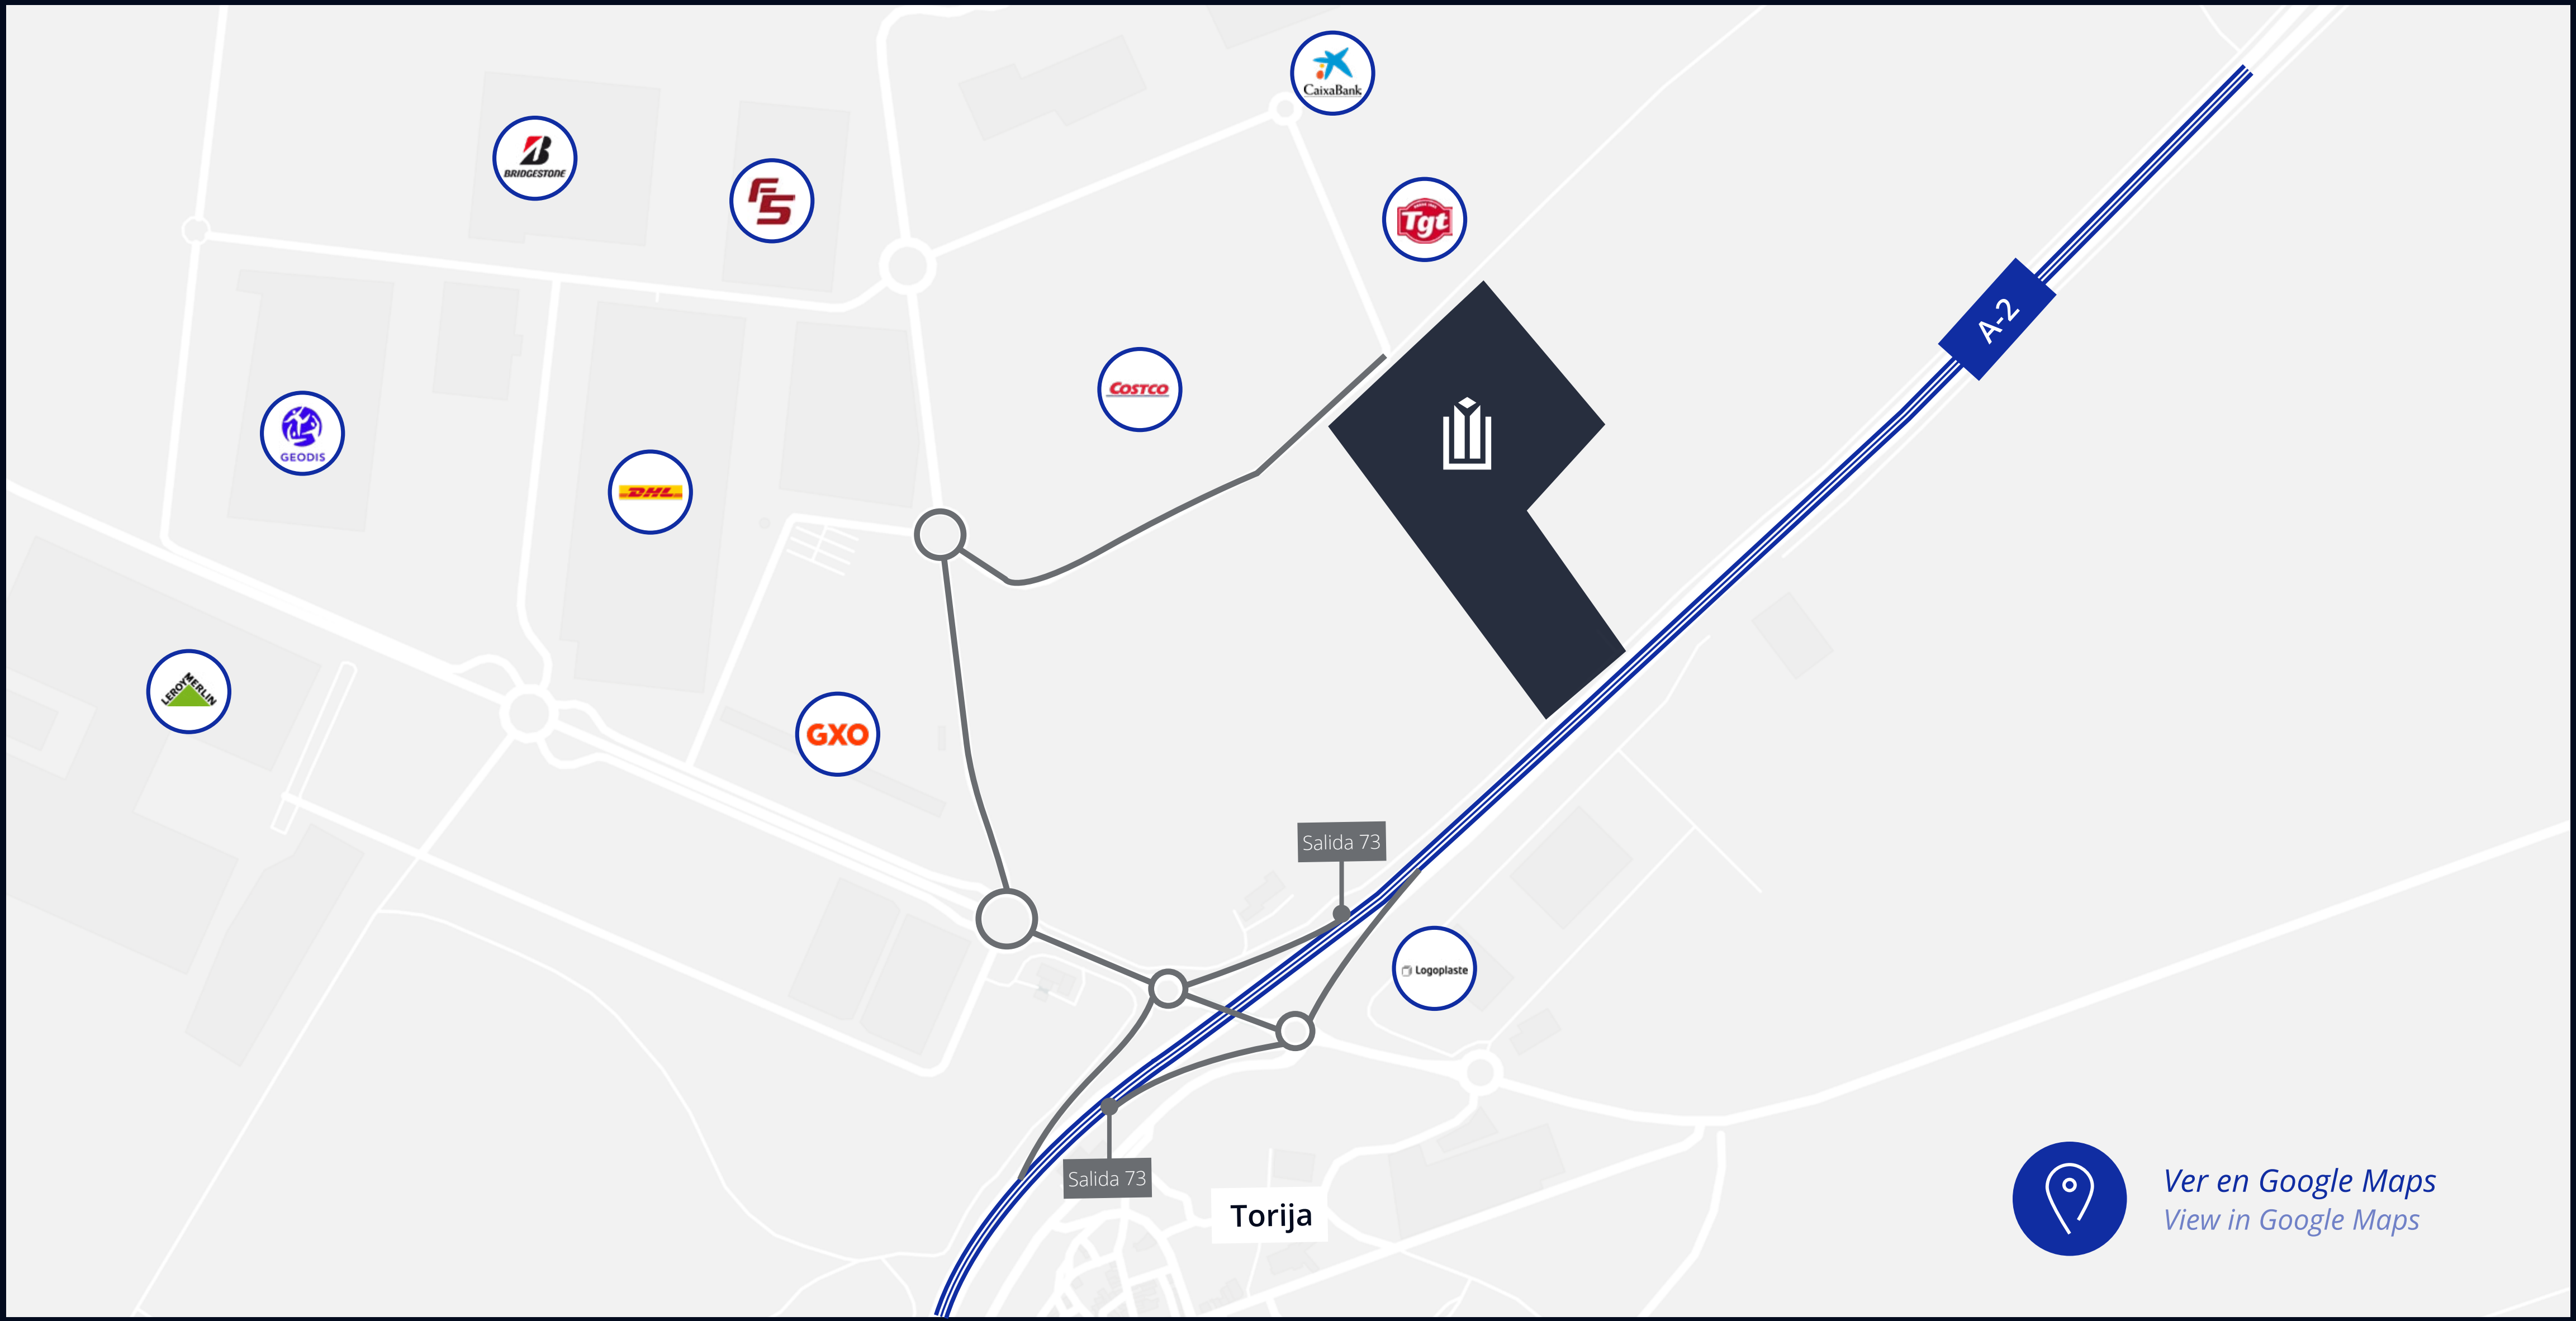 CaixaBank
BRIDGESTONE
FS
Tgt
A-2
COSTCO
GEODIS
DHL
LEROY MERLIN
GXO
Salida 73
Logoplaste
Salida 73
Torija
Ver en Google Maps
View in Google Maps